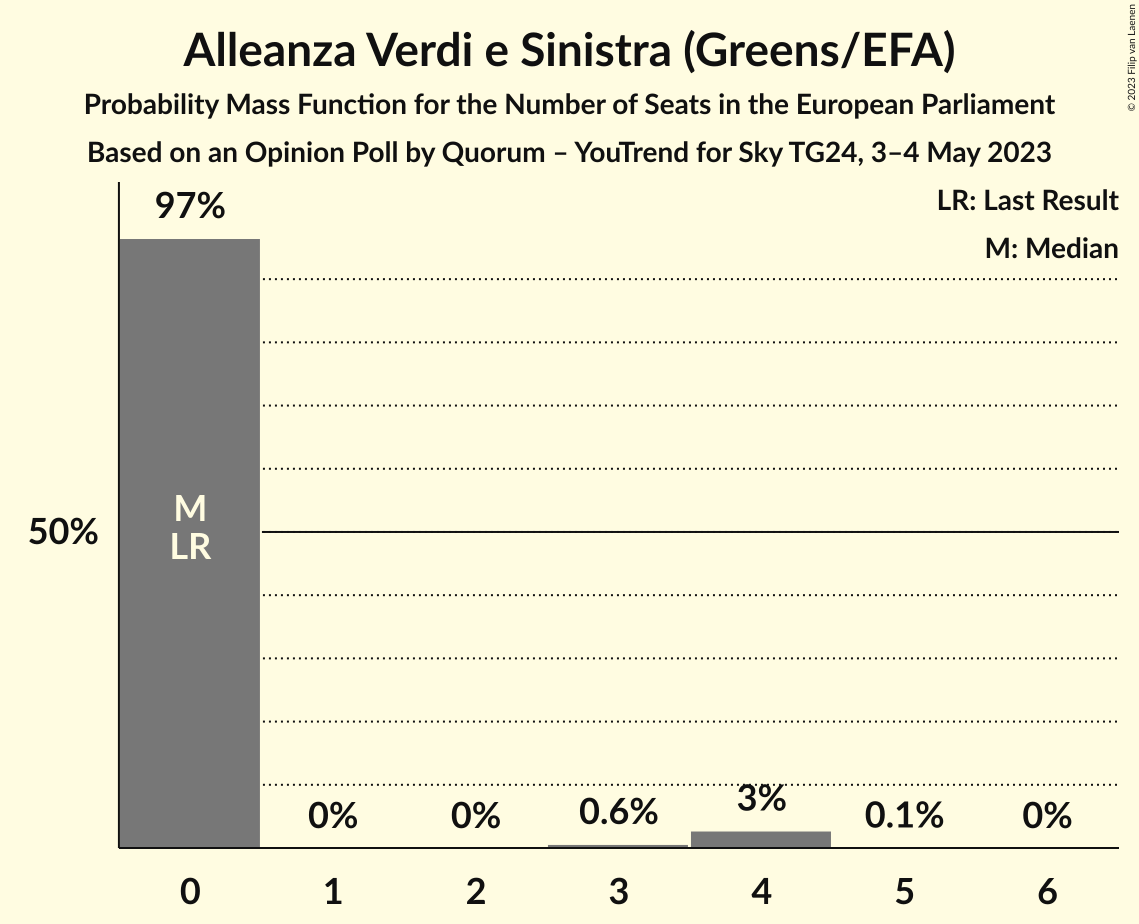 Alleanza Verdi e Sinistra (Greens/EFA)
Probability Mass Function for the Number of Seats in the European Parliament
Based on an Opinion Poll by Quorum – YouTrend for Sky TG24, 3–4 May 2023
© 2023 Filip van Laenen
LR: Last Result
M: Median
97%
M
LR
50%
0%
0%
0.6%
3%
0.1%
0%
0
1
2
3
4
5
6